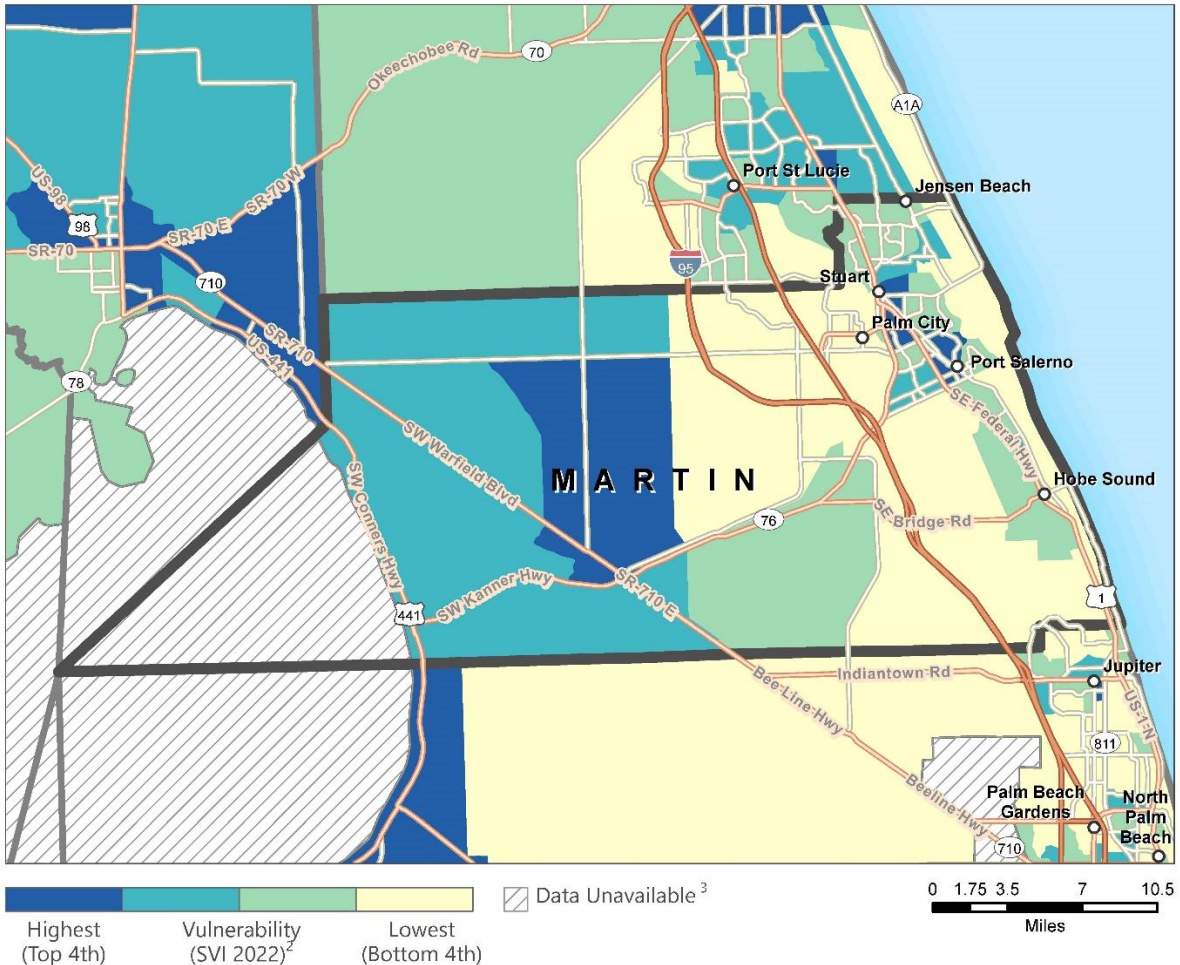 Okeechobee Rd
70
A1A
US-98
98
SR-70 W
SR-70 E
SR-70
Port St Lucie
Jensen Beach
95
710
SR-710
US-441
Stuart
Palm City
Port Salerno
78
SE Federal Hwy
SW Warfield Blvd
MARTIN
SW Conners Hwy
76
SE Bridge Rd
Hobe Sound
SW Kanner Hwy
SR-710 E
441
1
Indiantown Rd
Jupiter
Bee Line Hwy
US-1 N
811
Beeline Hwy
Palm Beach
Gardens
North
Palm
Beach
710
Data Unavailable 3
0 1.75 3.5 7 10.5
Miles
Highest
(Top 4th)
Vulnerability
(SVI 2022)2
Lowest
(Bottom 4th)